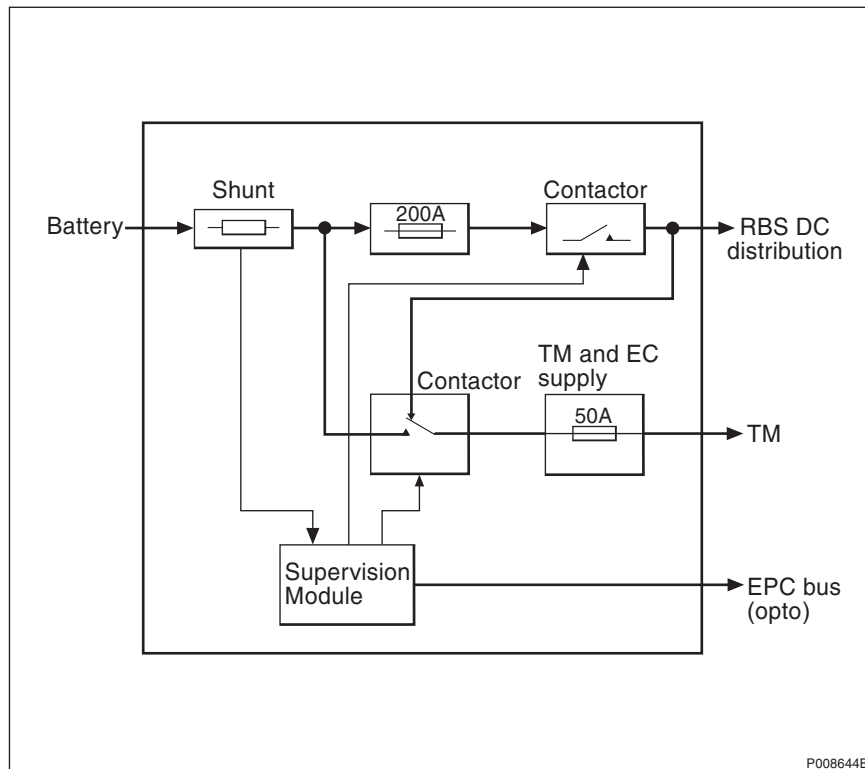 Shunt
Contactor
200A
Battery
RBS DC
distribution
TM and EC
supply
Contactor
50A
TM
Supervision
Module
EPC bus
(opto)